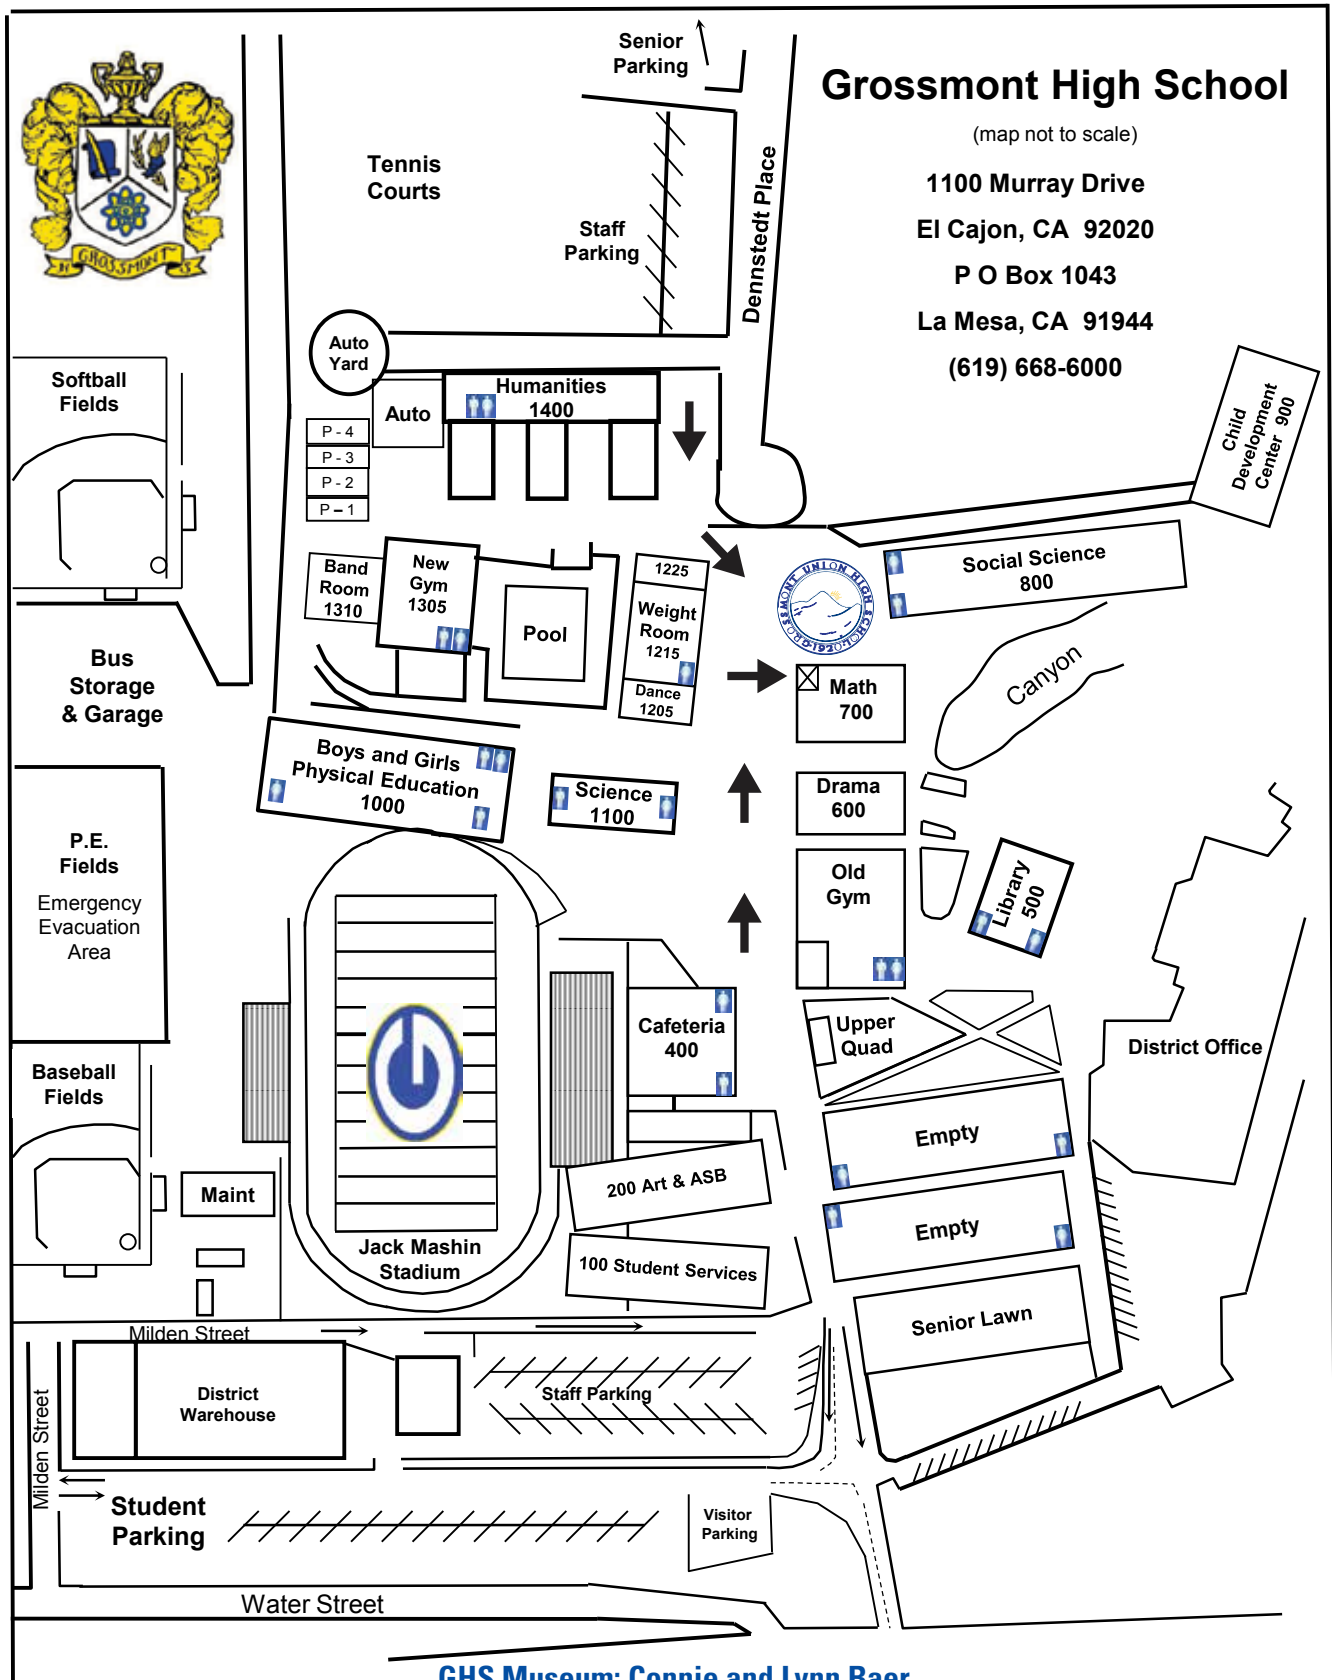 Senior
Parking
Grossmont High School
(map not to scale)
1100 Murray Drive
El Cajon, CA 92020
P O Box 1043
La Mesa, CA 91944
(619) 668-6000
GROSSMONT
H S
Tennis
Courts
Staff
Parking
Dennstedt Place
Auto
Yard
Softball
Fields
Auto
Humanities
1400
P - 4
P - 3
P - 2
P – 1
Child
Development
Center 900
Social Science
800
Band
Room
1310
New
Gym
1305
Pool
1225
Weight
Room
1215
Dance
1205
GROSSMONT UNION HIGH SCHOOL
1920
Math
700
Canyon
Bus
Storage
& Garage
Boys and Girls
Physical Education
1000
Science
1100
Drama
600
P.E.
Fields
Emergency
Evacuation
Area
Old
Gym
Library
500
Cafeteria
400
Upper
Quad
District Office
Baseball
Fields
G
Empty
200 Art & ASB
Maint
Empty
Jack Mashin
Stadium
100 Student Services
Senior Lawn
Milden Street
District
Warehouse
Staff Parking
Milden Street
Student
Parking
Visitor
Parking
Water Street
GHS Museum: Connie and Lynn Baer